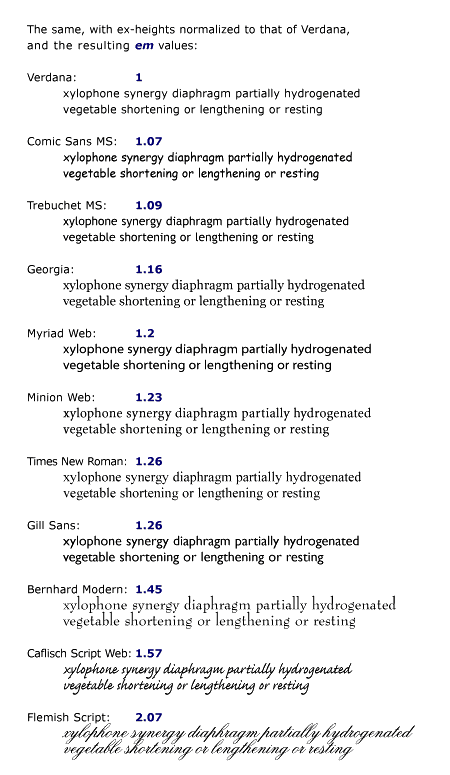 The same, with ex-heights normalized to that of Verdana,
and the resulting em values:
Verdana: 1
xylophone synergy diaphragm partially hydrogenated
vegetable shortening or lengthening or resting
Comic Sans MS: 1.07
xylophone synergy diaphragm partially hydrogenated
vegetable shortening or lengthening or resting
Trebuchet MS: 1.09
xylophone synergy diaphragm partially hydrogenated
vegetable shortening or lengthening or resting
Georgia: 1.16
xylophone synergy diaphragm partially hydrogenated
vegetable shortening or lengthening or resting
Myriad Web: 1.2
xylophone synergy diaphragm partially hydrogenated
vegetable shortening or lengthening or resting
Minion Web: 1.23
xylophone synergy diaphragm partially hydrogenated
vegetable shortening or lengthening or resting
Times New Roman: 1.26
xylophone synergy diaphragm partially hydrogenated
vegetable shortening or lengthening or resting
Gill Sans: 1.26
xylophone synergy diaphragm partially hydrogenated
vegetable shortening or lengthening or resting
Bernhard Modern: 1.45
xylophone synergy diaphragm partially hydrogenated
vegetable shortening or lengthening or resting
Caflisch Script Web: 1.57
xylophone synergy diaphragm partially hydrogenated
vegetable shortening or lengthening or resting
Flemish Script: 2.07
xylophone synergy diaphragm partially hydrogenated
vegetable shortening or lengthening or resting